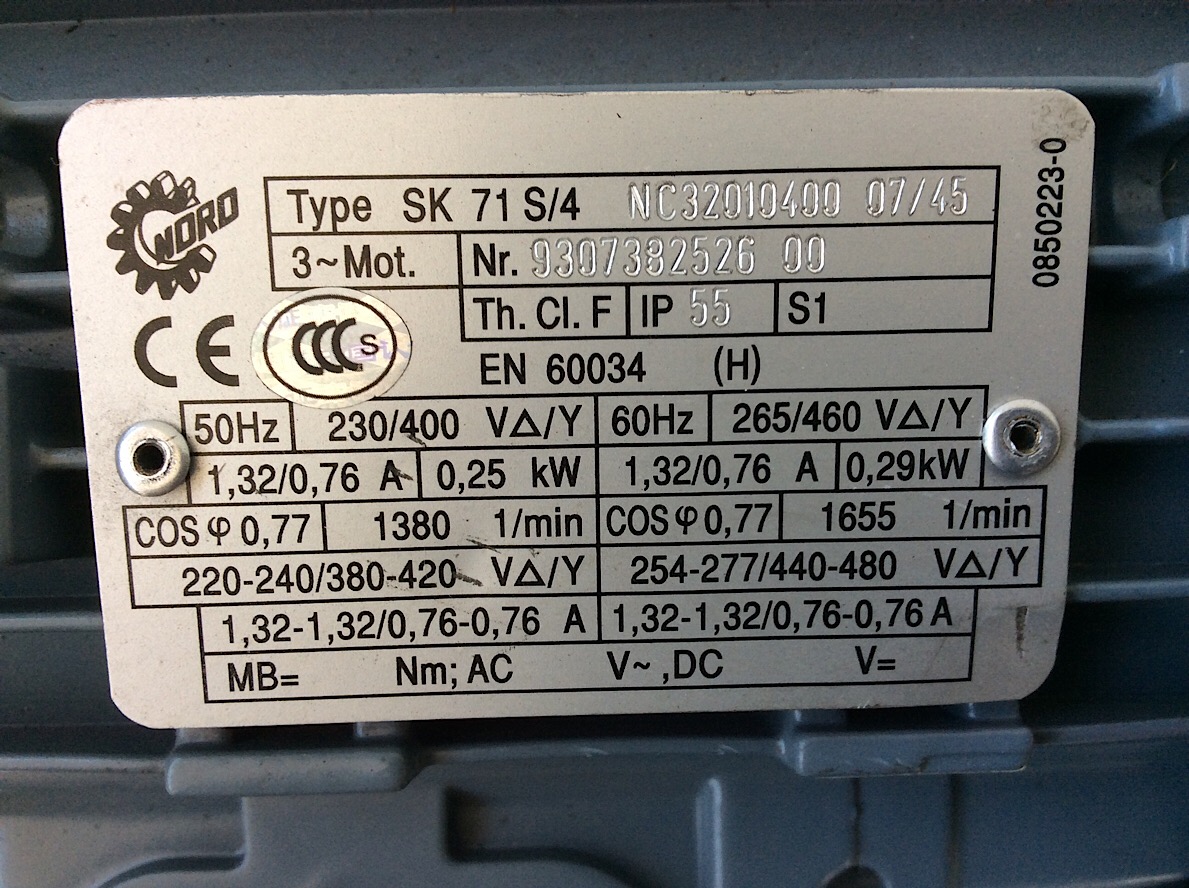 NORD
Type SK 71 S/4 NC32010400 07/45
3~Mot. Nr. 9307382526 00
Th. Cl. F IP 55 S1
CE CCC S EN 60034 (H)
50Hz 230/400 V△/Y 60Hz 265/460 V△/Y
1,32/0,76 A 0,25 kW 1,32/0,76 A 0,29kW
COS φ 0,77 1380 1/min COS φ 0,77 1655 1/min
220-240/380-420 V△/Y 254-277/440-480 V△/Y
1,32-1,32/0,76-0,76 A 1,32-1,32/0,76-0,76 A
MB= Nm; AC V~ ,DC V=
0850223-0